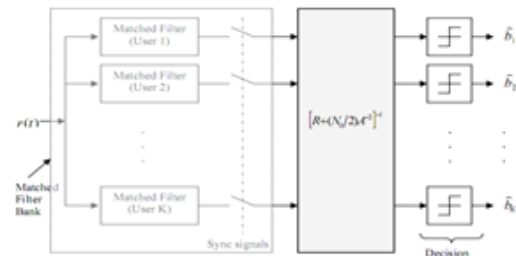 Matched Filter
(User 1)
Matched Filter
(User 2)
r(t)
Matched
Filter
Bank
Matched Filter
(User K)
Sync signals
[R+(N₀/2)A⁻²]⁻¹
b̂₁
b̂₂
b̂ₖ
Decision